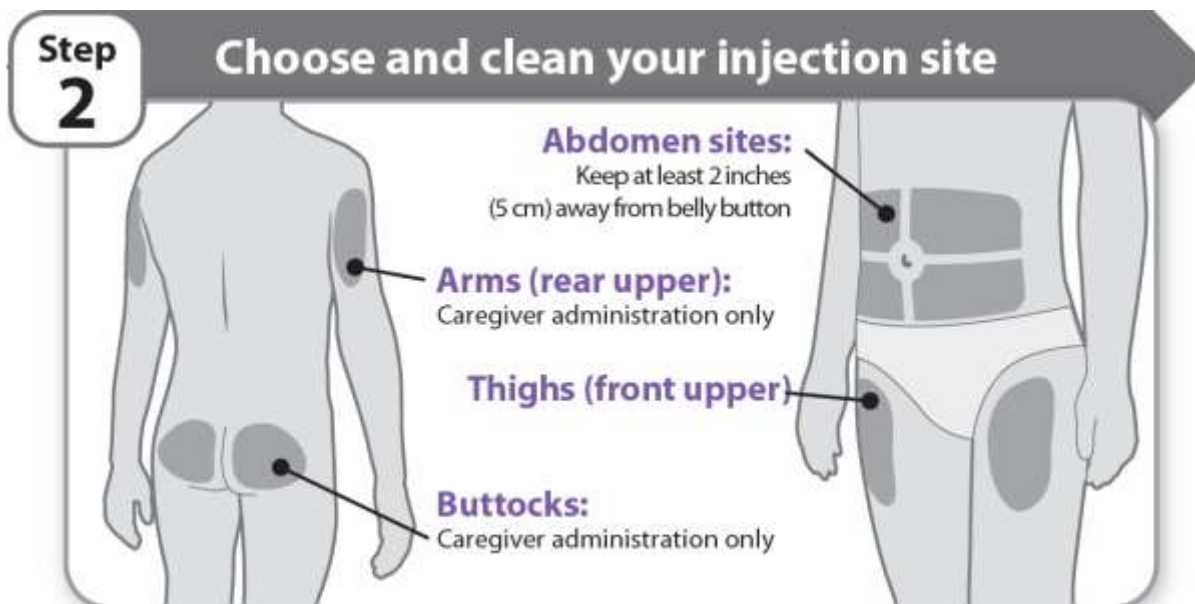 Step
2
Choose and clean your injection site
Abdomen sites:
Keep at least 2 inches
(5 cm) away from belly button
Arms (rear upper):
Caregiver administration only
Thighs (front upper)
Buttocks:
Caregiver administration only